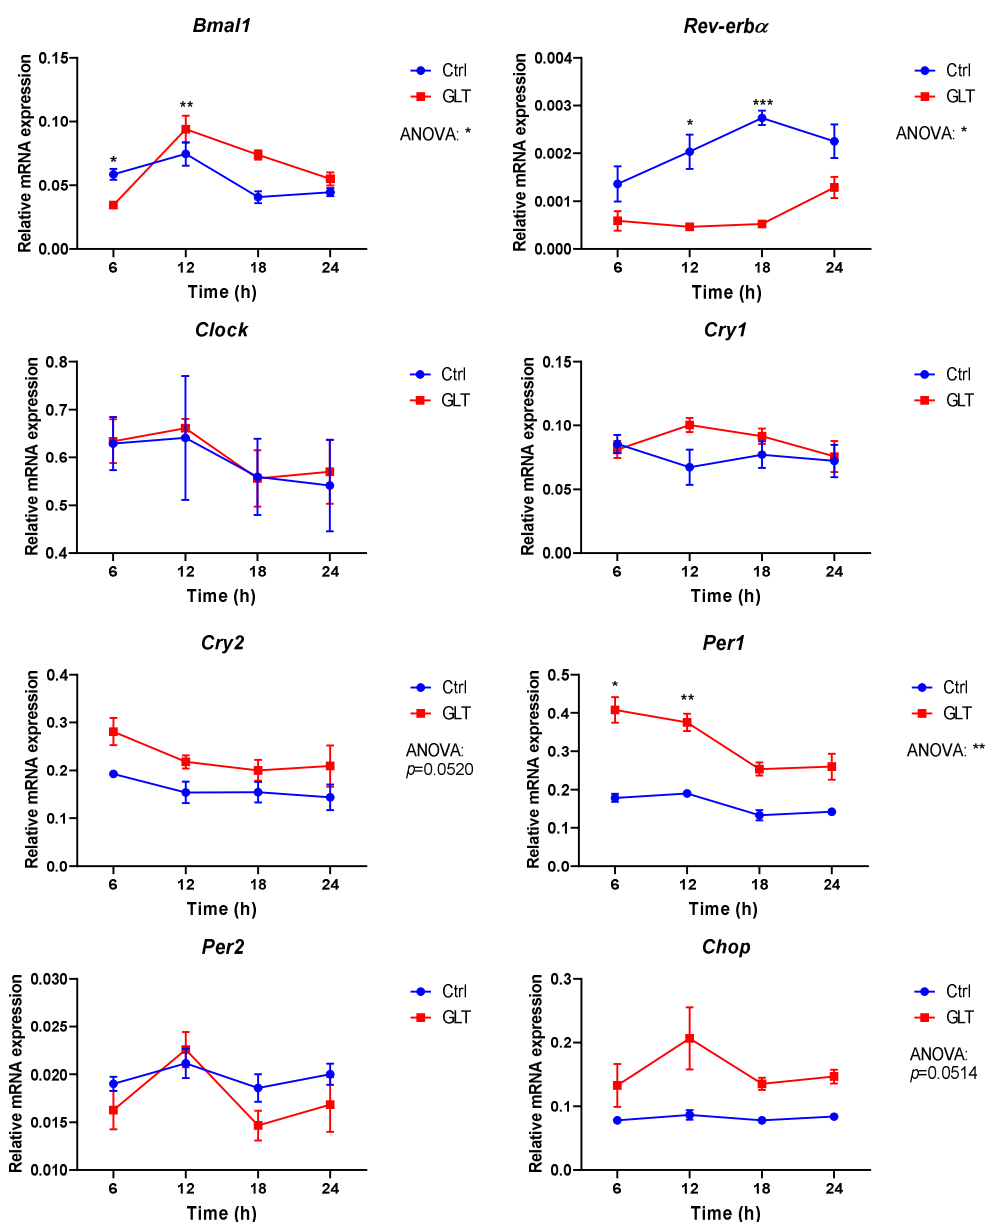 Bmal1
Relative mRNA expression
0.15
0.10
0.05
0.00
*
**
6 12 18 24
Time (h)
Ctrl
GLT
ANOVA: *
Rev-erbα
Relative mRNA expression
0.004
0.003
0.002
0.001
0.000
*
***
6 12 18 24
Time (h)
Ctrl
GLT
ANOVA: *
Clock
Relative mRNA expression
0.8
0.7
0.6
0.5
0.4
6 12 18 24
Time (h)
Ctrl
GLT
Cry1
Relative mRNA expression
0.15
0.10
0.05
0.00
6 12 18 24
Time (h)
Ctrl
GLT
Cry2
Relative mRNA expression
0.4
0.3
0.2
0.1
0.0
6 12 18 24
Time (h)
Ctrl
GLT
ANOVA:
p=0.0520
Per1
Relative mRNA expression
0.5
0.4
0.3
0.2
0.1
0.0
*
**
6 12 18 24
Time (h)
Ctrl
GLT
ANOVA: **
Per2
Relative mRNA expression
0.030
0.025
0.020
0.015
0.010
6 12 18 24
Time (h)
Ctrl
GLT
Chop
Relative mRNA expression
0.3
0.2
0.1
0.0
6 12 18 24
Time (h)
Ctrl
GLT
ANOVA:
p=0.0514